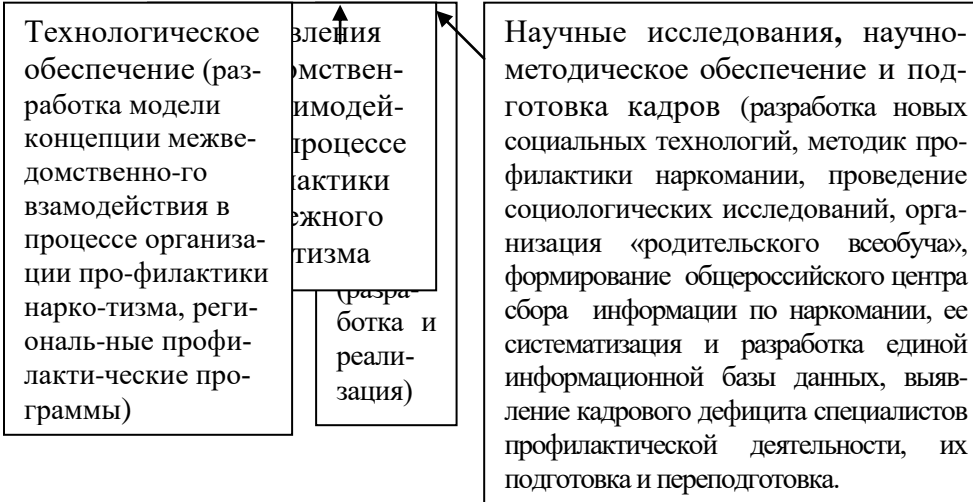 Технологическое
обеспечение (раз-
работка модели
концепции межве-
домственно-го
взамодействия в
процессе организа-
ции про-филактики
нарко-тизма, реги-
ональ-ные профи-
лакти-ческие про-
граммы)
вления
омствен-
имодей-
процессе
лактики
ежного
тизма
(разра-
ботка и
реали-
зация)
Научные исследования, научно-
методическое обеспечение и под-
готовка кадров (разработка новых
социальных технологий, методик про-
филактики наркомании, проведение
социологических исследований, орга-
низация «родительского всеобуча»,
формирование общероссийского центра
сбора информации по наркомании, ее
систематизация и разработка единой
информационной базы данных, выяв-
ление кадрового дефицита специалистов
профилактической деятельности, их
подготовка и переподготовка.